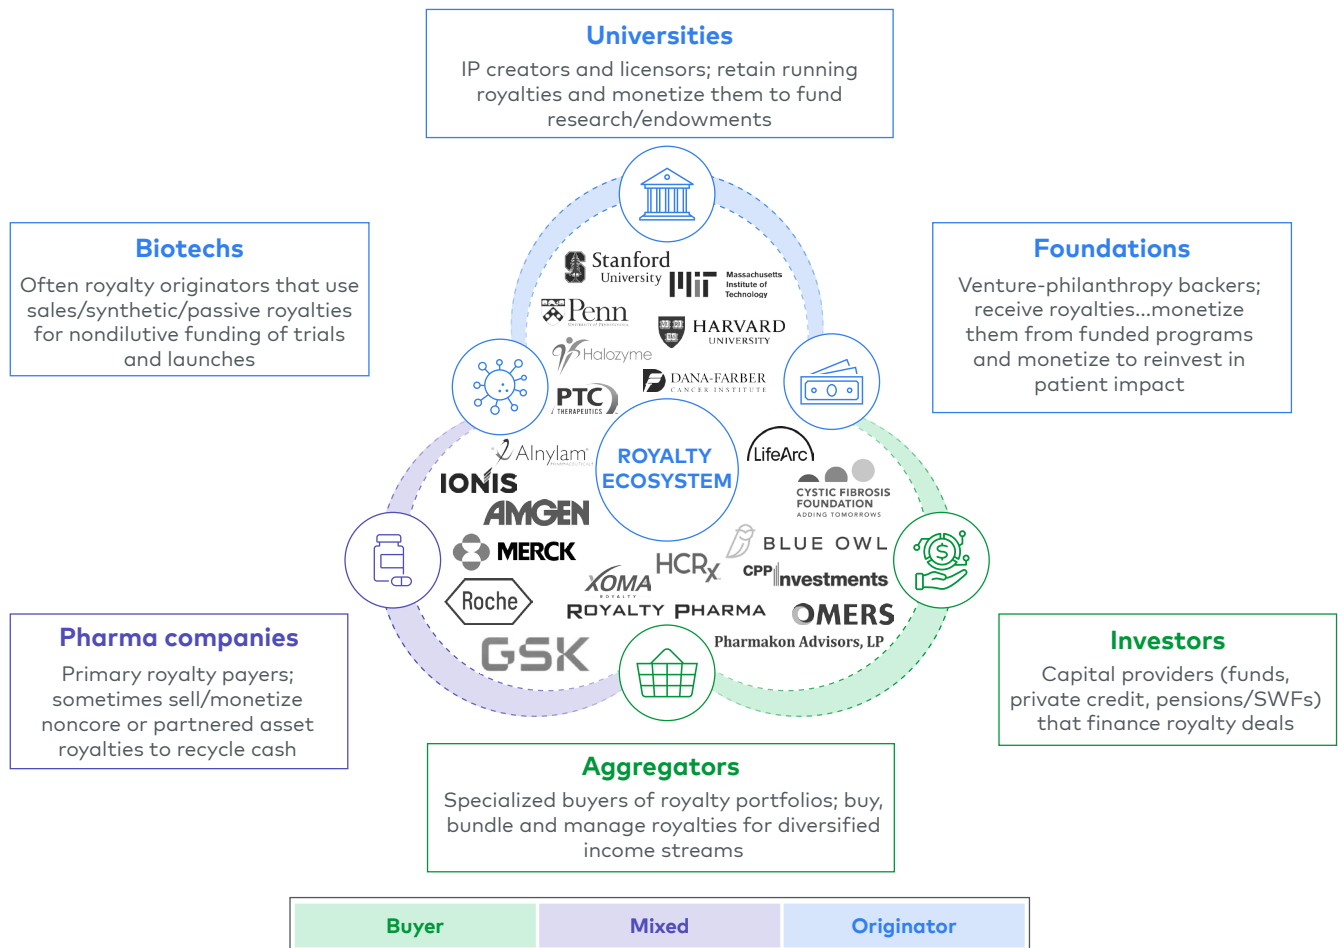 Universities
IP creators and licensors; retain running
royalties and monetize them to fund
research/endowments
Biotechs
Often royalty originators that use
sales/synthetic/passive royalties
for nondilutive funding of trials
and launches
Foundations
Venture-philanthropy backers;
receive royalties...monetize
them from funded programs
and monetize to reinvest in
patient impact
Stanford
University
MIT
Massachusetts
Institute of
Technology
Penn
University of Pennsylvania
HARVARD
UNIVERSITY
Halozyme
DANA-FARBER
CANCER INSTITUTE
PTC
THERAPEUTICS
ROYALTY
ECOSYSTEM
Alnylam
PHARMACEUTICALS
LifeArc
IONIS
CYSTIC FIBROSIS
FOUNDATION
ADDING TOMORROWS
AMGEN
MERCK
BLUE OWL
HCRx
CPP Investments
XOMA
ROYALTY
Roche
ROYALTY PHARMA
OMERS
GSK
Pharmakon Advisors, LP
Pharma companies
Primary royalty payers;
sometimes sell/monetize
noncore or partnered asset
royalties to recycle cash
Investors
Capital providers (funds,
private credit, pensions/SWFs)
that finance royalty deals
Aggregators
Specialized buyers of royalty portfolios; buy,
bundle and manage royalties for diversified
income streams
Buyer
Mixed
Originator